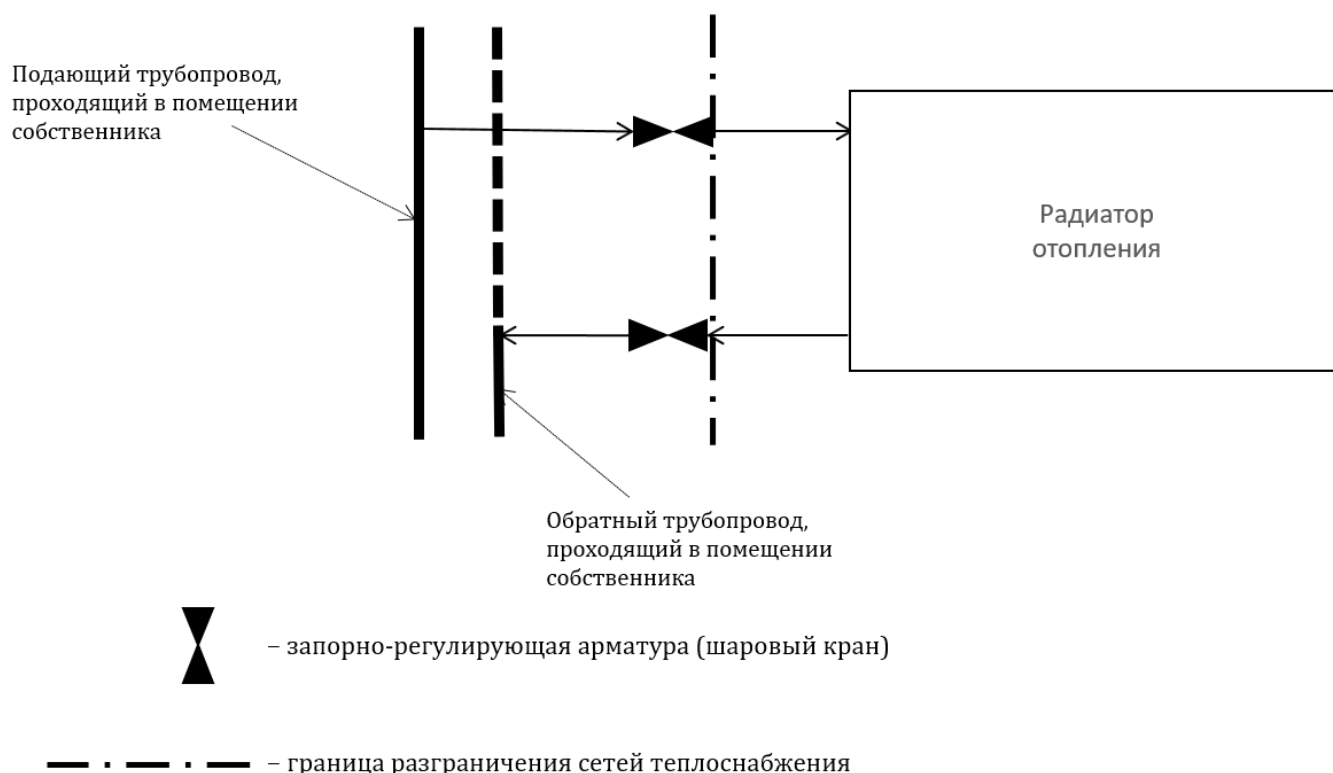 Подающий трубопровод,
проходящий в помещении
собственника
Радиатор
отопления
Обратный трубопровод,
проходящий в помещении
собственника
– запорно-регулирующая арматура (шаровый кран)
– граница разграничения сетей теплоснабжения